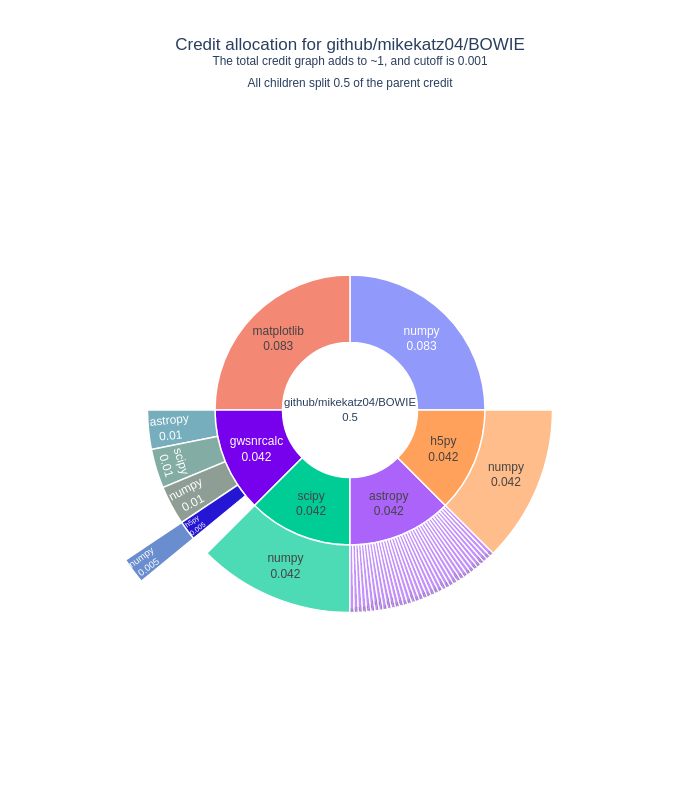 Credit allocation for github/mikekatz04/BOWIE
The total credit graph adds to ~1, and cutoff is 0.001
All children split 0.5 of the parent credit
matplotlib
0.083
numpy
0.083
github/mikekatz04/BOWIE
0.5
astropy
0.01
scipy
0.01
numpy
0.01
h5py
0.005
numpy
0.005
gwsnrcalc
0.042
h5py
0.042
numpy
0.042
scipy
0.042
astropy
0.042
numpy
0.042